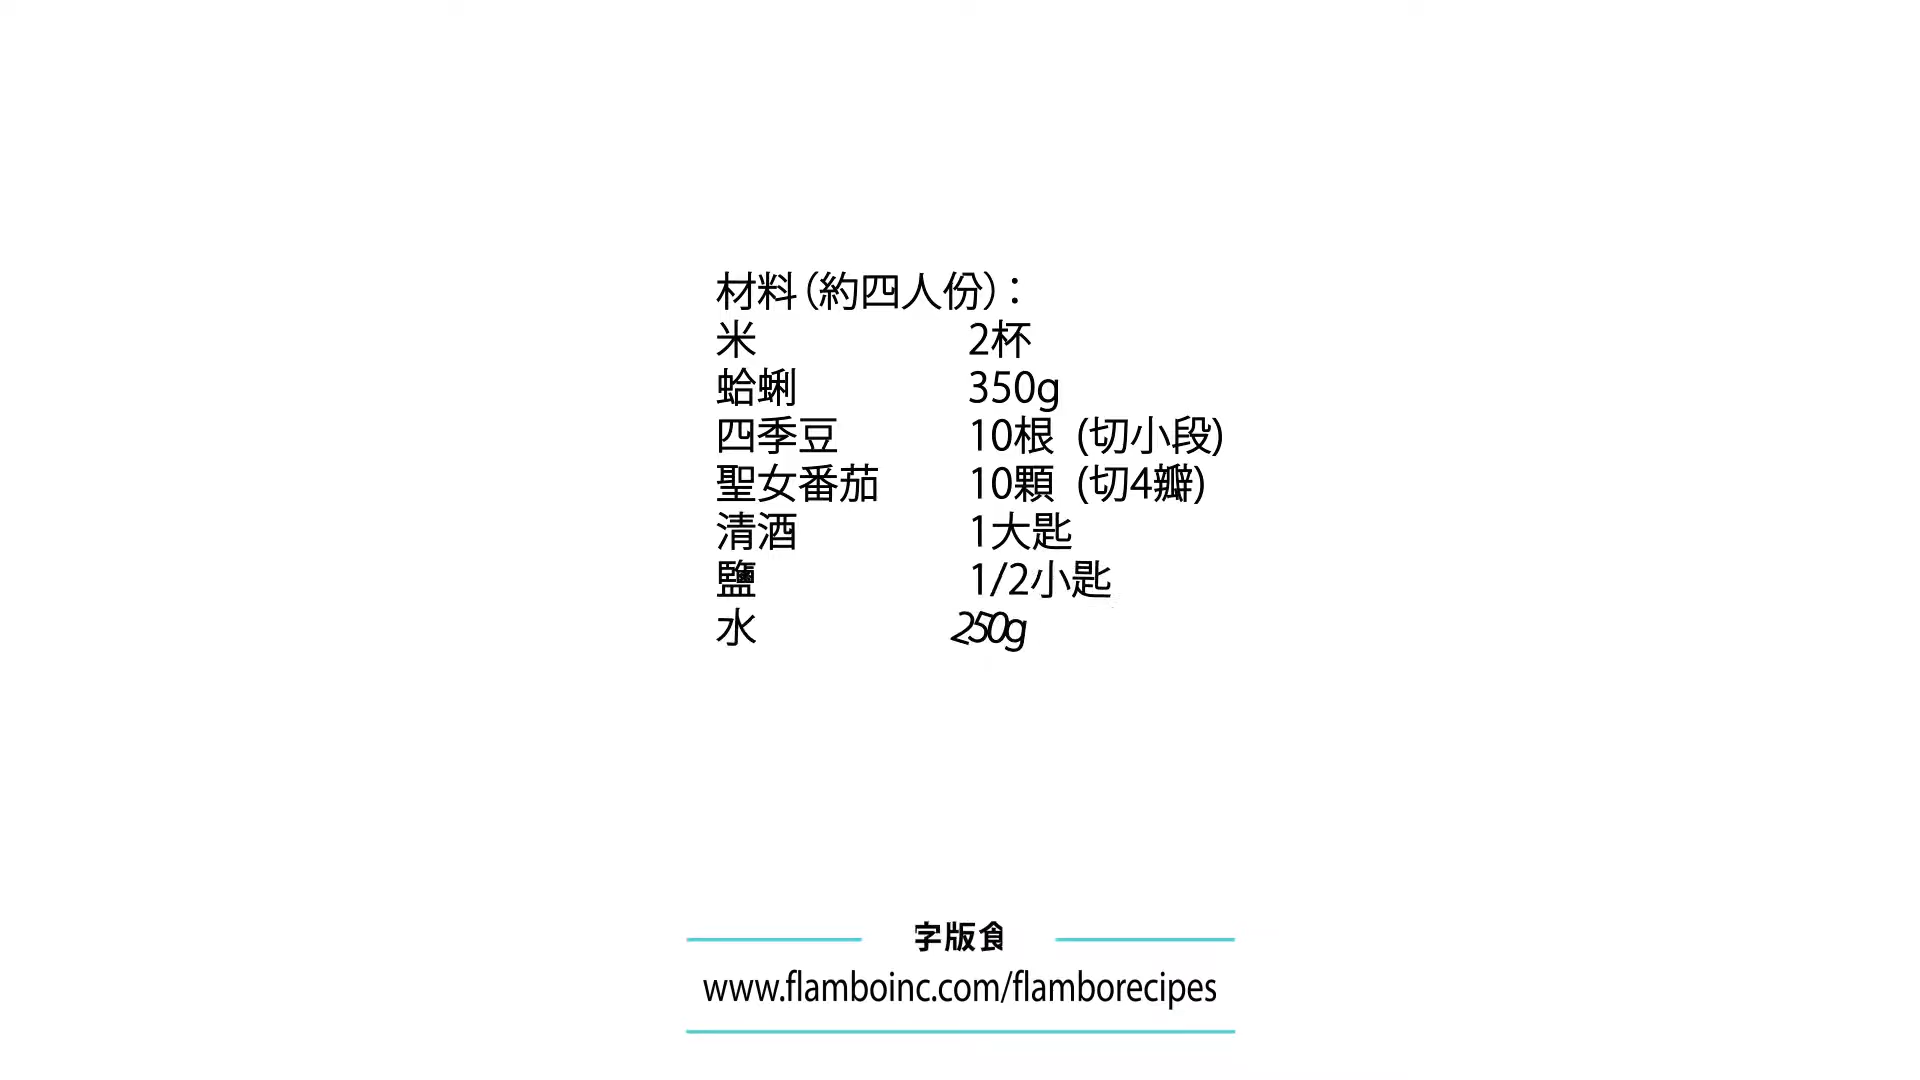 材料（約四人份）：
米 2杯
蛤蜊 350g
四季豆 10根 (切小段)
聖女番茄 10顆 (切4瓣)
清酒 1大匙
鹽 1/2小匙
水 250g
字版食
www.flamboinc.com/flamborecipes